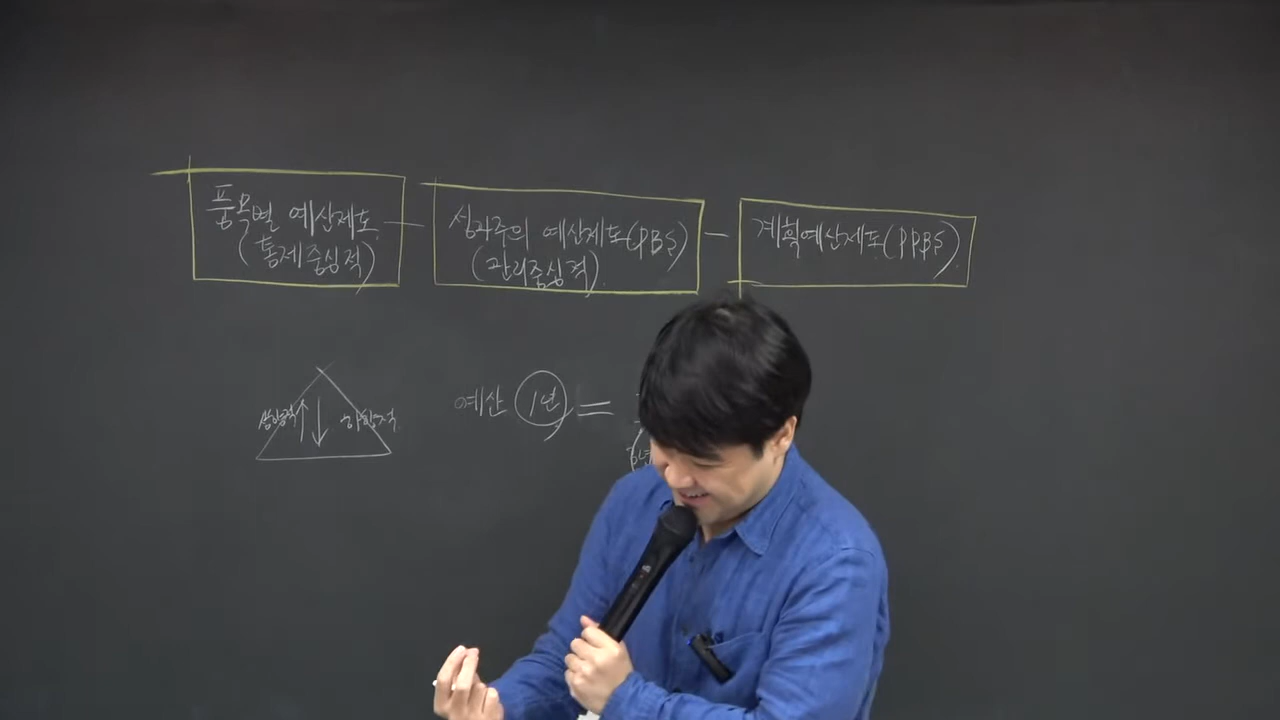 품목별 예산제도
(통제중심적)
성과주의 예산제도(PBS)
(관리중심적)
계획예산제도(PPBS)
상향적
하향적
예산 1년 =